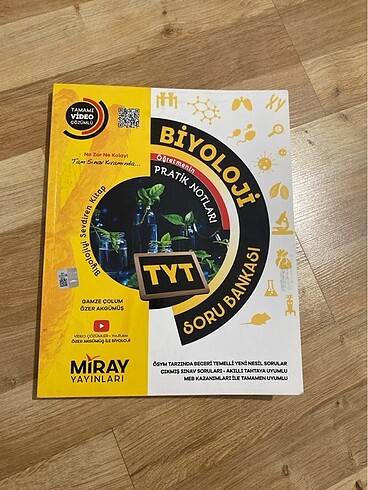 TAMAMI
VİDEO
ÇÖZÜMLÜ
Ne Zor Ne Kolay!
Tam Sınav Kıvamında...
Biyolojiyi Sevdiren Kitap
BİYOLOJİ
Öğretmenin
PRATİK NOTLARI
TYT
SORU BANKASI
GAMZE ÇOLUM
ÖZER AKGÜMÜŞ
VİDEO ÇÖZÜMLER - YouTube
ÖZER AKGÜMÜŞ İLE BİYOLOJİ
MİRAY
YAYINLARI
ÖSYM TARZINDA BECERİ TEMELLİ YENİ NESİL SORULAR
ÇIKMIŞ SINAV SORULARI - AKILLI TAHTAYA UYUMLU
MEB KAZANIMLARI İLE TAMAMEN UYUMLU